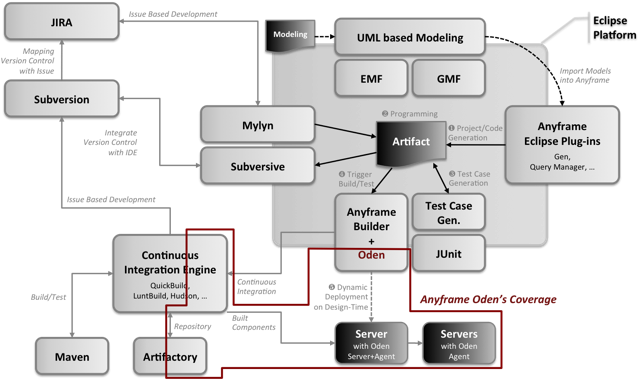 JIRA
Issue Based Development
Modeling
UML based Modeling
Eclipse
Platform
Mapping
Version Control
with Issue
EMF
GMF
Import Models
into Anyframe
Subversion
Mylyn
❷ Programming
Artifact
❶ Project/Code
Generation
Anyframe
Eclipse Plug-ins
Gen,
Query Manager, ...
Integrate
Version Control
with IDE
Subversive
❹ Trigger
Build/Test
❸ Test Case
Generation
Issue Based Development
Anyframe
Builder
+
Oden
Test Case
Gen.
JUnit
Continuous
Integration Engine
QuickBuild,
LuntBuild, Hudson, ...
Continuous
Integration
Build/Test
❺ Dynamic
Deployment
on Design-Time
Anyframe Oden's Coverage
Repository
Built
Components
Maven
Artifactory
Server
with Oden
Server+Agent
Servers
with Oden
Agent